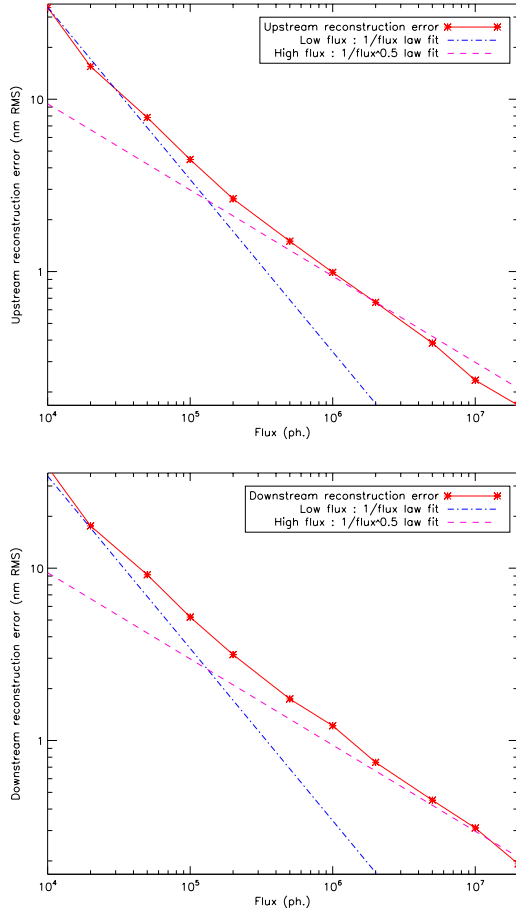 Upstream reconstruction error
Low flux : 1/flux law fit
High flux : 1/flux^0.5 law fit
Upstream reconstruction error (nm RMS)
10
1
10^4
10^5
10^6
10^7
Flux (ph.)
Downstream reconstruction error
Low flux : 1/flux law fit
High flux : 1/flux^0.5 law fit
Downstream reconstruction error (nm RMS)
10
1
10^4
10^5
10^6
10^7
Flux (ph.)